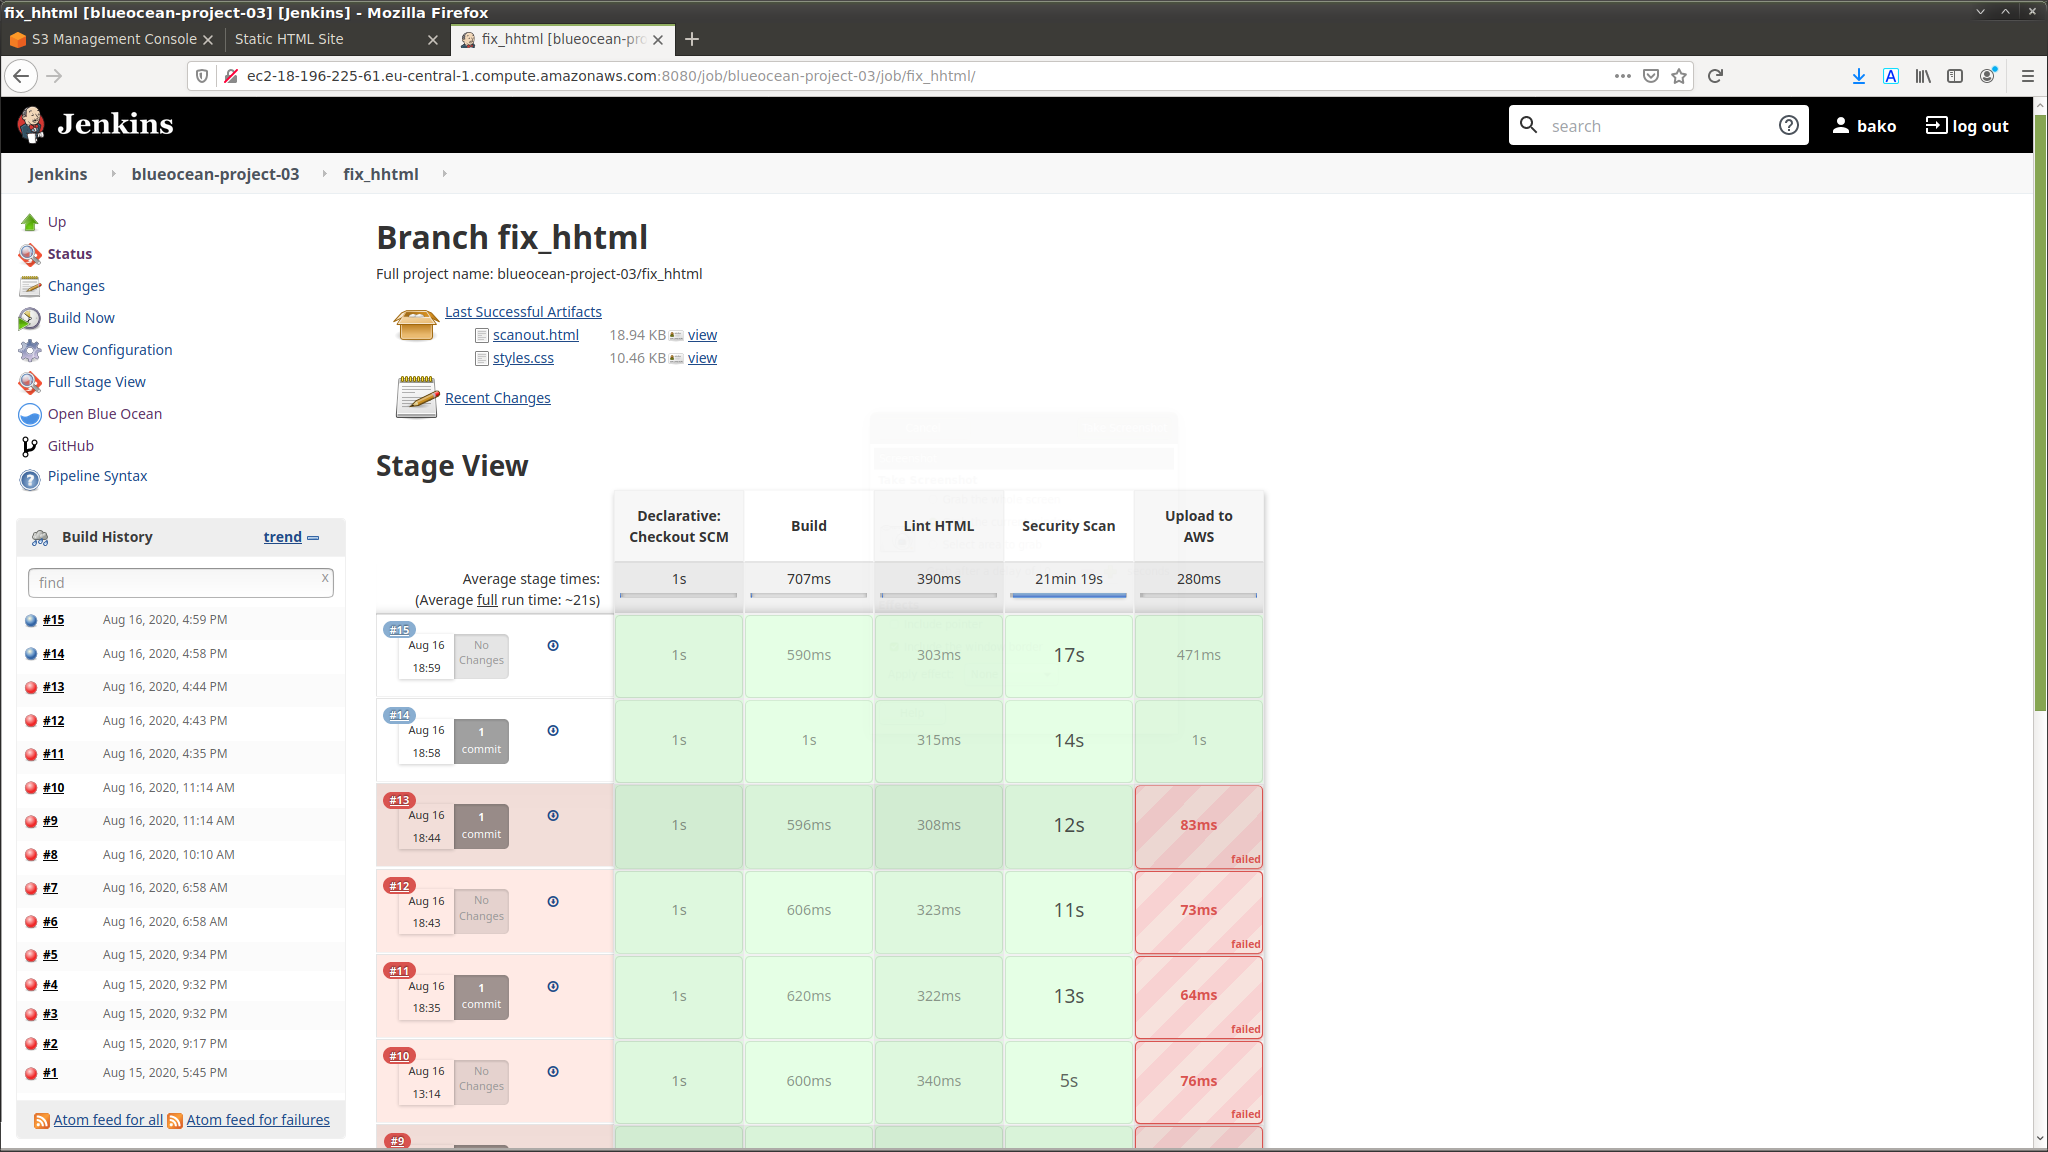 fix_hhtml [blueocean-project-03] [Jenkins] - Mozilla Firefox
S3 Management Console
Static HTML Site
fix_hhtml [blueocean-pro
ec2-18-196-225-61.eu-central-1.compute.amazonaws.com:8080/job/blueocean-project-03/job/fix_hhtml/
Jenkins
search
bako
log out
Jenkins
blueocean-project-03
fix_hhtml
Up
Status
Changes
Build Now
View Configuration
Full Stage View
Open Blue Ocean
GitHub
Pipeline Syntax
Build History
trend
find
x
#15 Aug 16, 2020, 4:59 PM
#14 Aug 16, 2020, 4:58 PM
#13 Aug 16, 2020, 4:44 PM
#12 Aug 16, 2020, 4:43 PM
#11 Aug 16, 2020, 4:35 PM
#10 Aug 16, 2020, 11:14 AM
#9 Aug 16, 2020, 11:14 AM
#8 Aug 16, 2020, 10:10 AM
#7 Aug 16, 2020, 6:58 AM
#6 Aug 16, 2020, 6:58 AM
#5 Aug 15, 2020, 9:34 PM
#4 Aug 15, 2020, 9:32 PM
#3 Aug 15, 2020, 9:32 PM
#2 Aug 15, 2020, 9:17 PM
#1 Aug 15, 2020, 5:45 PM
Atom feed for all
Atom feed for failures
Branch fix_hhtml
Full project name: blueocean-project-03/fix_hhtml
Last Successful Artifacts
scanout.html 18.94 KB view
styles.css 10.46 KB view
Recent Changes
Stage View
Declarative:
Checkout SCM
Build
Lint HTML
Security Scan
Upload to
AWS
Average stage times:
(Average full run time: ~21s)
1s
707ms
390ms
21min 19s
280ms
#15
Aug 16
18:59
No
Changes
1s
590ms
303ms
17s
471ms
#14
Aug 16
18:58
1
commit
1s
1s
315ms
14s
1s
#13
Aug 16
18:44
1
commit
1s
596ms
308ms
12s
83ms
failed
#12
Aug 16
18:43
No
Changes
1s
606ms
323ms
11s
73ms
failed
#11
Aug 16
18:35
1
commit
1s
620ms
322ms
13s
64ms
failed
#10
Aug 16
13:14
No
Changes
1s
600ms
340ms
5s
76ms
failed
#9